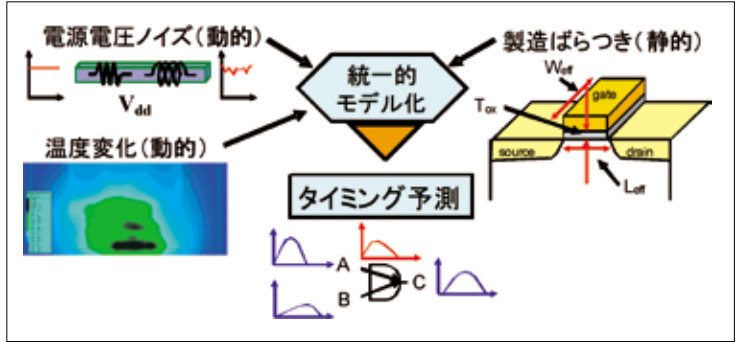 電源電圧ノイズ(動的)
Vdd
温度変化(動的)
統一的
モデル化
製造ばらつき(静的)
Weff
gate
Tox
source
drain
Leff
タイミング予測
A
B
C